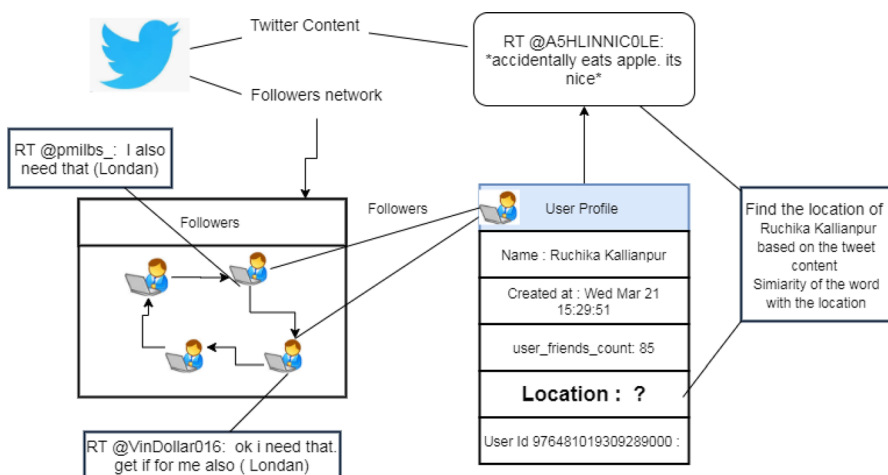 Twitter Content
Followers network
RT @A5HLINNIC0LE:
*accidentally eats apple. its
nice*
RT @pmilbs_: I also
need that (Londan)
Followers
Followers
User Profile
Name : Ruchika Kallianpur
Created at : Wed Mar 21
15:29:51
user_friends_count: 85
Location : ?
User Id 976481019309289000 :
Find the location of
Ruchika Kallianpur
based on the tweet
content
Simiarity of the word
with the location
RT @VinDollar016: ok i need that.
get if for me also ( Londan)